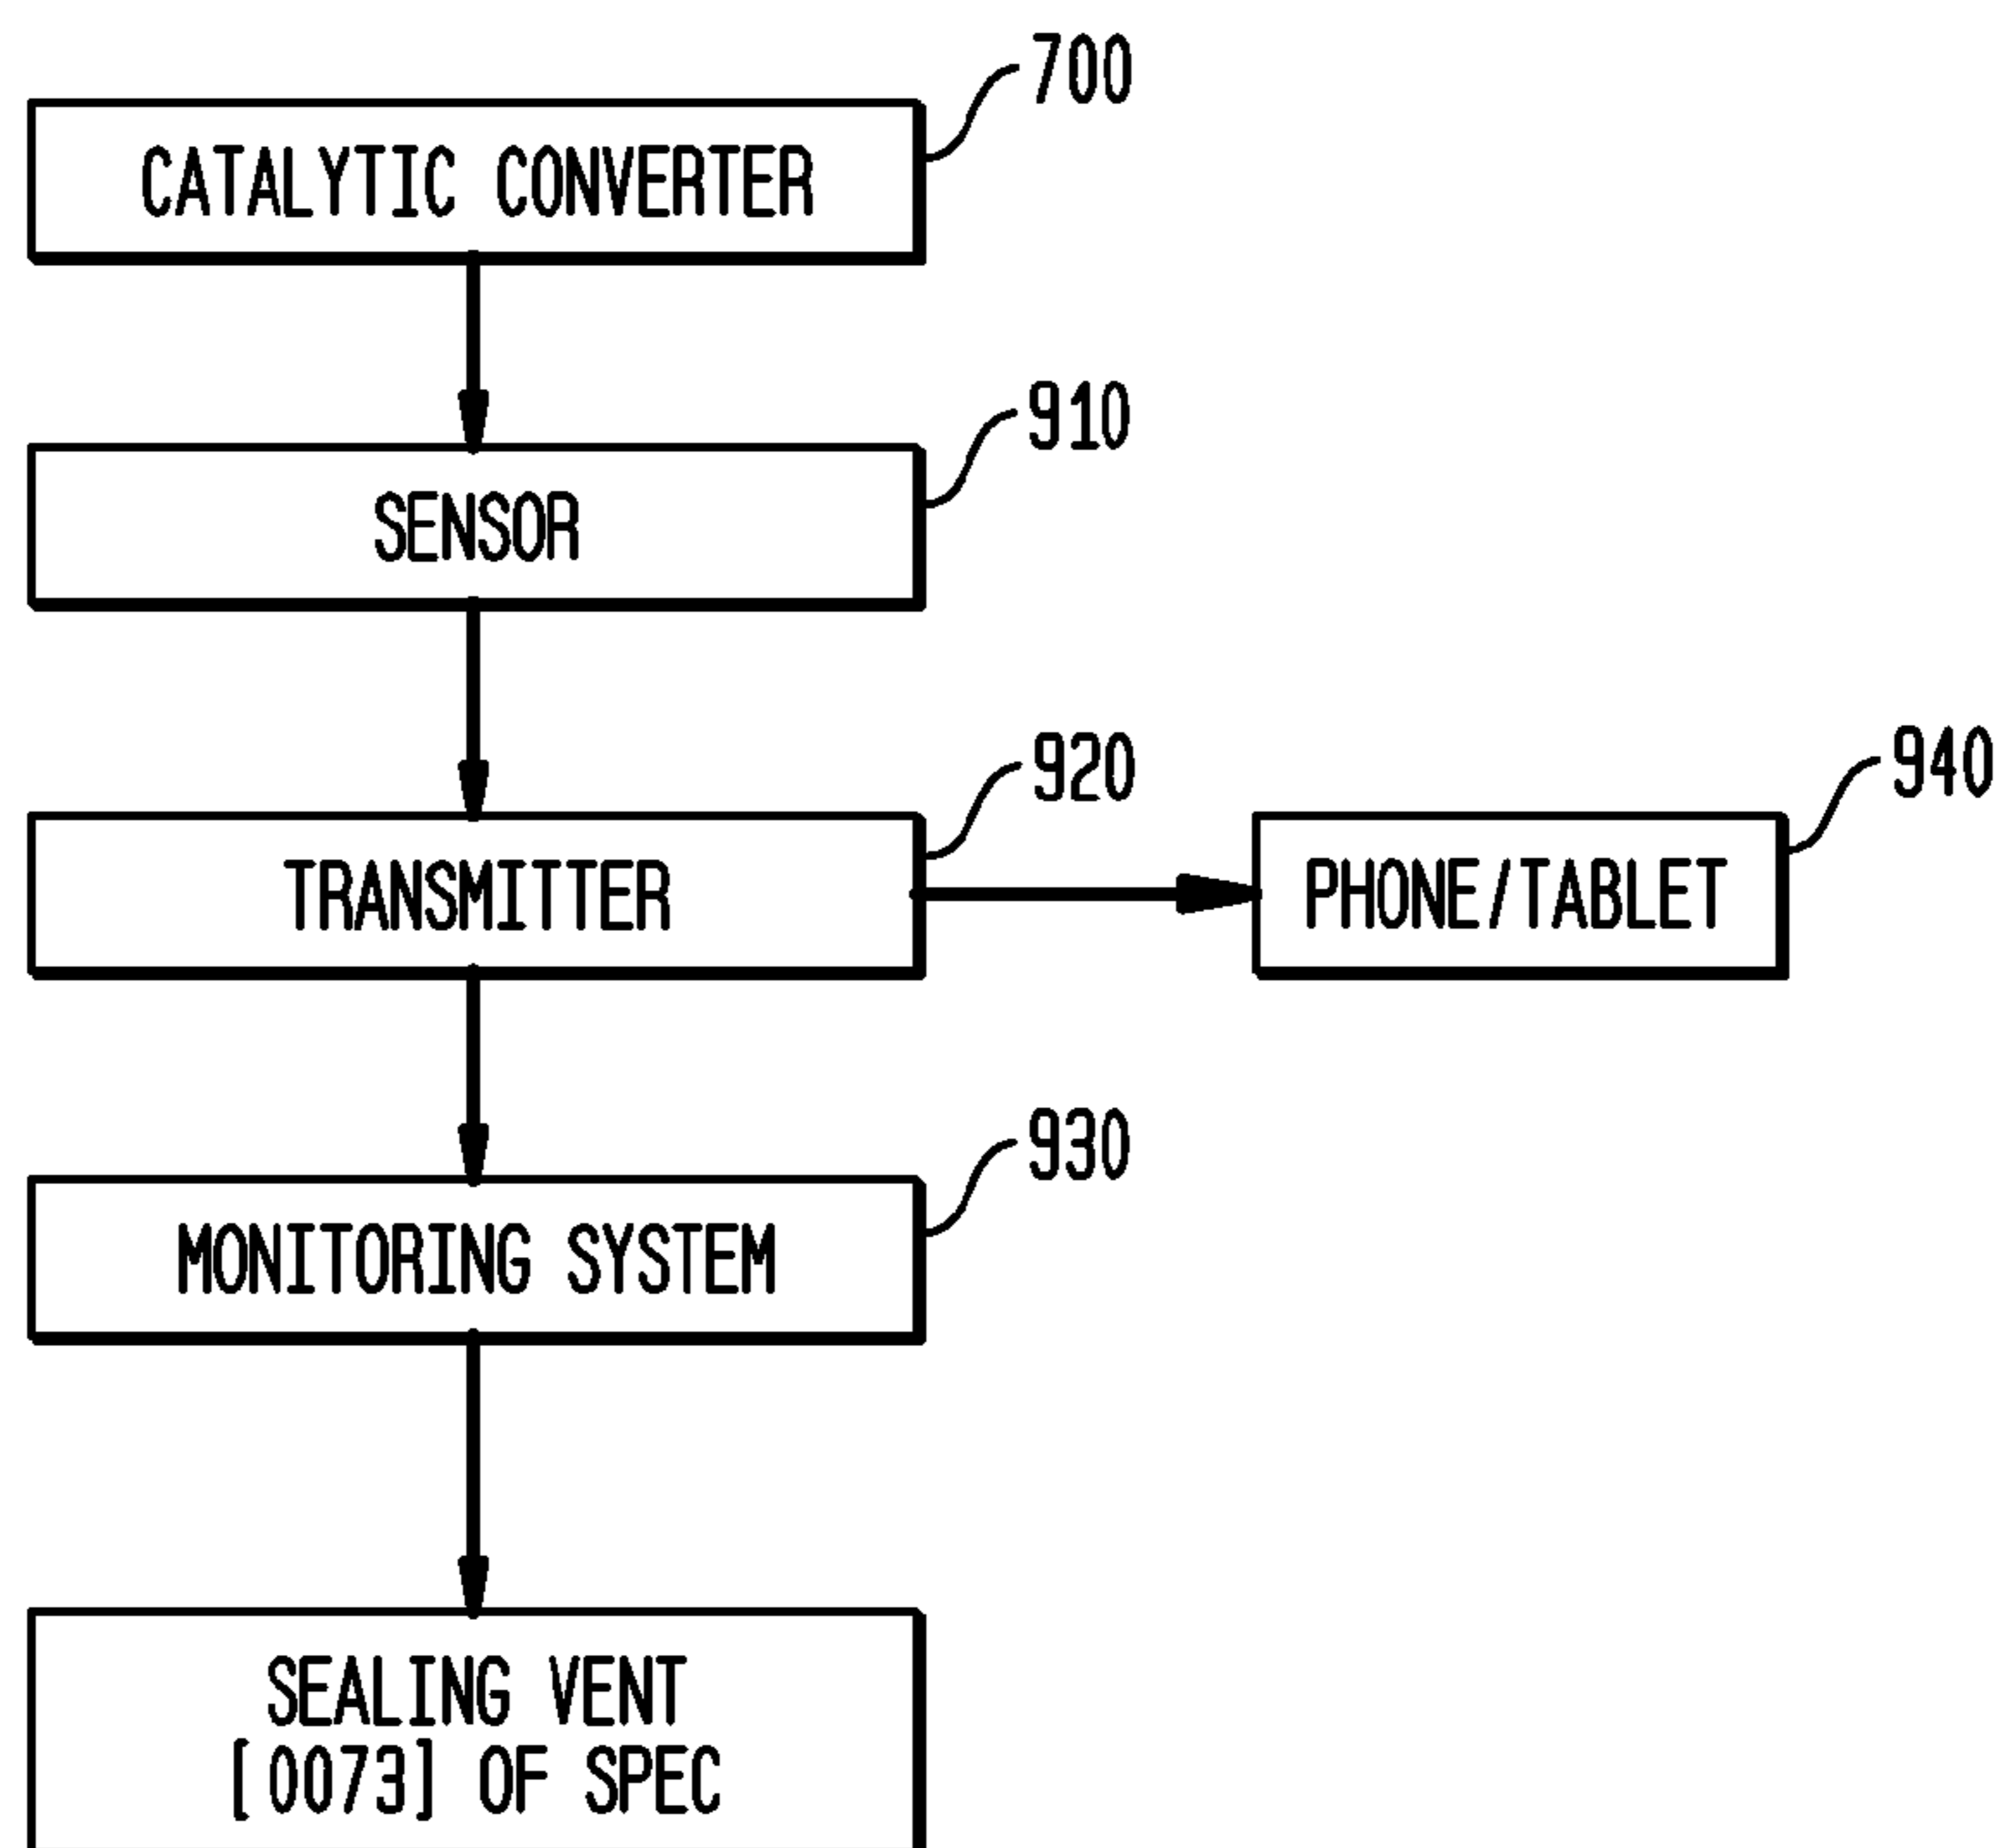 700
CATALYTIC CONVERTER
910
SENSOR
920
940
TRANSMITTER
PHONE/TABLET
930
MONITORING SYSTEM
SEALING VENT
[0073] OF SPEC